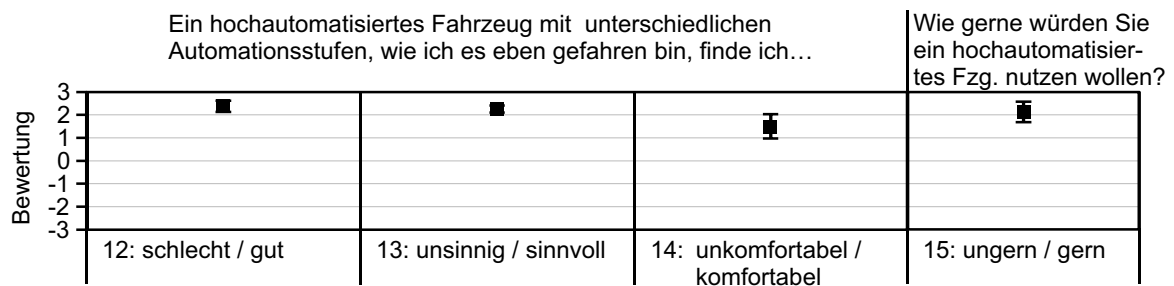 Ein hochautomatisiertes Fahrzeug mit unterschiedlichen
Automationsstufen, wie ich es eben gefahren bin, finde ich…
Wie gerne würden Sie
ein hochautomatisier-
tes Fzg. nutzen wollen?
Bewertung
3
2
1
0
-1
-2
-3
12: schlecht / gut
13: unsinnig / sinnvoll
14: unkomfortabel /
komfortabel
15: ungern / gern